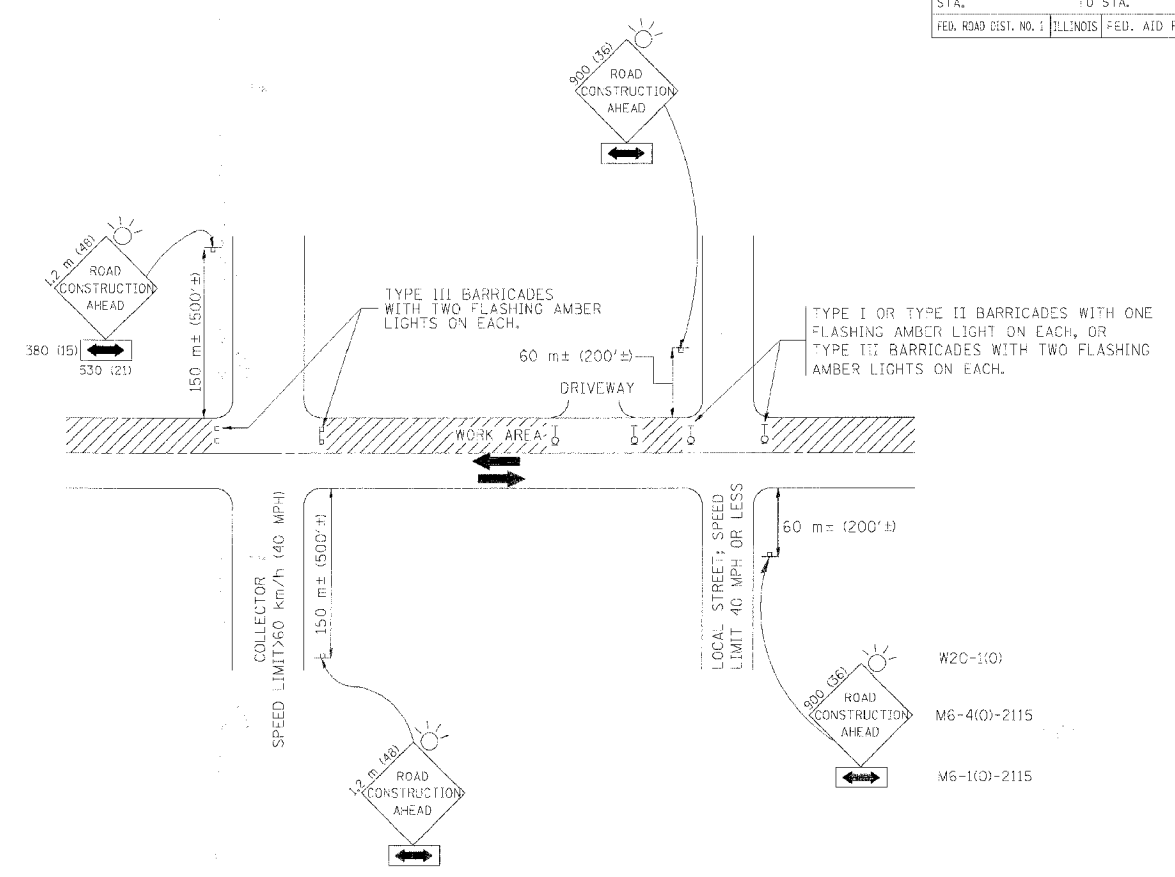 STA. TO STA.
FED. ROAD DIST. NO. 1 ILLINOIS FED. AID
900 (36)
ROAD
CONSTRUCTION
AHEAD
1.2 m (48)
ROAD
CONSTRUCTION
AHEAD
380 (15)
530 (21)
150 m± (500'±)
TYPE III BARRICADES
WITH TWO FLASHING AMBER
LIGHTS ON EACH.
60 m± (200'±)
DRIVEWAY
TYPE I OR TYPE II BARRICADES WITH ONE
FLASHING AMBER LIGHT ON EACH, OR
TYPE III BARRICADES WITH TWO FLASHING
AMBER LIGHTS ON EACH.
WORK AREA
COLLECTOR
SPEED LIMIT>60 km/h (40 MPH)
150 m± (500'±)
LOCAL STREET; SPEED
LIMIT 40 MPH OR LESS
60 m± (200'±)
900 (36)
ROAD
CONSTRUCTION
AHEAD
W20-1(O)
M6-4(O)-2115
M6-1(O)-2115
1.2 m (48)
ROAD
CONSTRUCTION
AHEAD